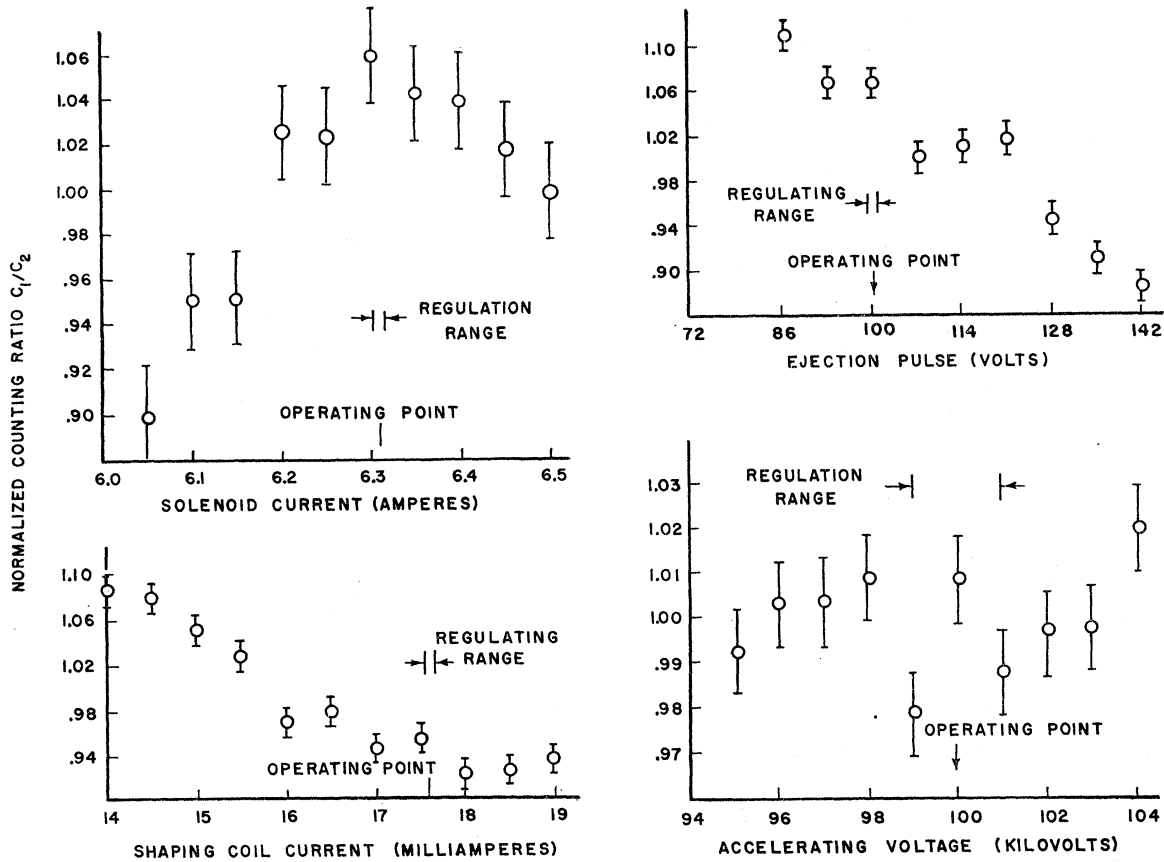 NORMALIZED COUNTING RATIO C₁/C₂
1.06
1.04
1.02
1.00
.98
.96
.94
.92
.90
REGULATION
RANGE
OPERATING POINT
6.0 6.1 6.2 6.3 6.4 6.5
SOLENOID CURRENT (AMPERES)
1.10
1.06
1.02
.98
.94
.90
REGULATING
RANGE
OPERATING POINT
72 86 100 114 128 142
EJECTION PULSE (VOLTS)
1.10
1.06
1.02
.98
.94
REGULATING
RANGE
OPERATING POINT
14 15 16 17 18 19
SHAPING COIL CURRENT (MILLIAMPERES)
1.03
1.02
1.01
1.00
.99
.98
.97
REGULATION
RANGE
OPERATING POINT
94 96 98 100 102 104
ACCELERATING VOLTAGE (KILOVOLTS)